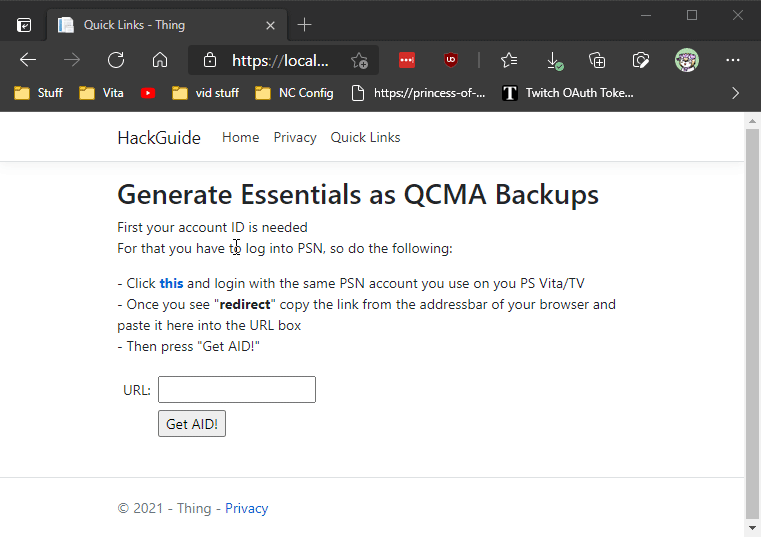 Quick Links - Thing
https://local...
Stuff
Vita
vid stuff
NC Config
https://princess-of-...
T
Twitch OAuth Toke...
HackGuide
Home
Privacy
Quick Links
Generate Essentials as QCMA Backups
First your account ID is needed
For that you have to log into PSN, so do the following:
- Click this and login with the same PSN account you use on you PS Vita/TV
- Once you see "redirect" copy the link from the addressbar of your browser and
paste it here into the URL box
- Then press "Get AID!"
URL:
Get AID!
© 2021 - Thing - Privacy